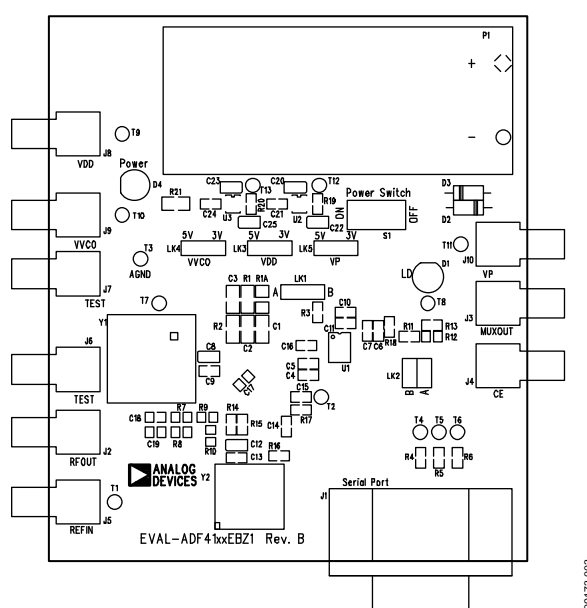 P1
+
-
J8
T9
VDD
Power
D4
R21
C23
T13
C20
T12
C24
U3
R20
C21
U2
R19
C25
C22
Power Switch
ON
OFF
S1
D3
D2
J9
T10
VVCO
T3
AGND
5V 3V
LK4
VVCO
5V 3V
LK3
VDD
5V 3V
LK5
VP
T11
J10
VP
J7
TEST
T7
C3 R1 R1A
LK1
A
B
LD
D1
T8
J3
MUXOUT
Y1
R2
C2
C1
R3
C10
C11
C7
C6
R18
R11
R13
R12
U1
J6
TEST
C8
C9
C16
C5
C4
C17
LK2
B
A
J4
CE
C15
R17
T2
C18
R7
R9
R14
R15
C14
C19
R8
R10
C12
C13
R16
J2
RFOUT
T4 T5 T6
R4
R5
R6
ANALOG
DEVICES
Y2
J1
Serial Port
T1
J5
REFIN
EVAL-ADF41xxEBZ1 Rev. B